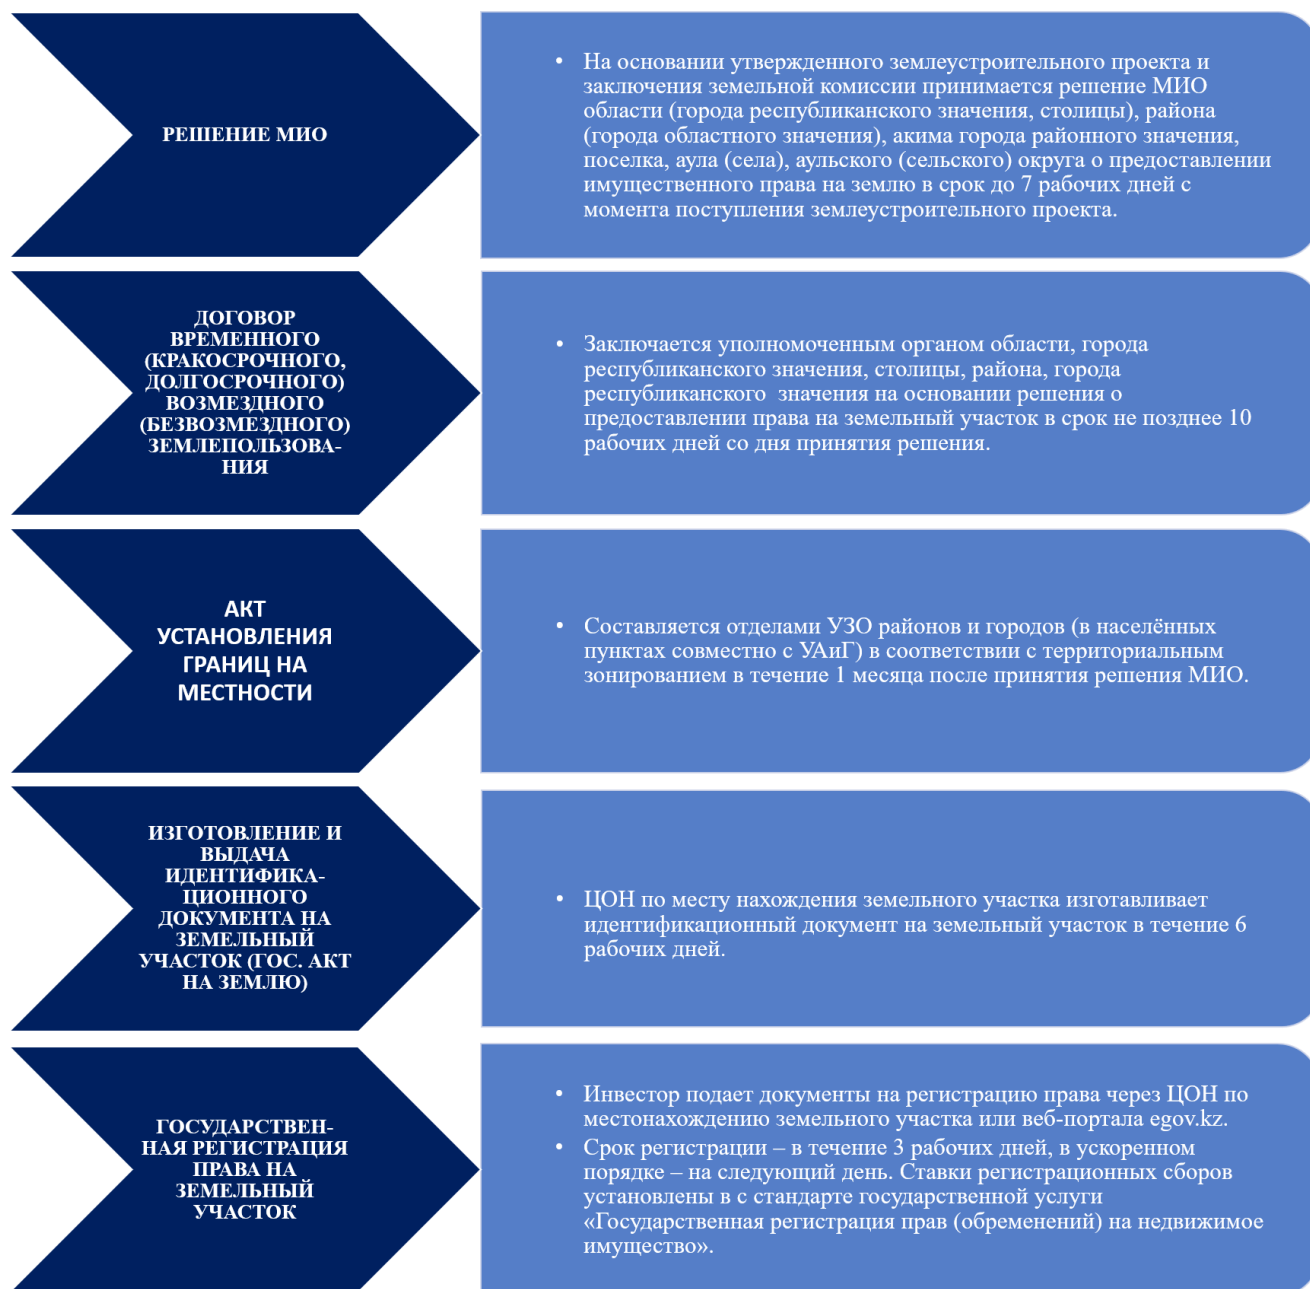 РЕШЕНИЕ МИО
• На основании утвержденного землеустроительного проекта и
заключения земельной комиссии принимается решение МИО
области (города республиканского значения, столицы), района
(города областного значения), акима города районного значения,
поселка, аула (села), аульского (сельского) округа о предоставлении
имущественного права на землю в срок до 7 рабочих дней с
момента поступления землеустроительного проекта.
ДОГОВОР
ВРЕМЕННОГО
(КРАКОСРОЧНОГО,
ДОЛГОСРОЧНОГО)
ВОЗМЕЗДНОГО
(БЕЗВОЗМЕЗДНОГО)
ЗЕМЛЕПОЛЬЗОВА-
НИЯ
• Заключается уполномоченным органом области, города
республиканского значения, столицы, района, города
республиканского значения на основании решения о
предоставлении права на земельный участок в срок не позднее 10
рабочих дней со дня принятия решения.
АКТ
УСТАНОВЛЕНИЯ
ГРАНИЦ НА
МЕСТНОСТИ
• Составляется отделами УЗО районов и городов (в населённых
пунктах совместно с УАиГ) в соответствии с территориальным
зонированием в течение 1 месяца после принятия решения МИО.
ИЗГОТОВЛЕНИЕ И
ВЫДАЧА
ИДЕНТИФИКА-
ЦИОННОГО
ДОКУМЕНТА НА
ЗЕМЕЛЬНЫЙ
УЧАСТОК (ГОС. АКТ
НА ЗЕМЛЮ)
• ЦОН по месту нахождения земельного участка изготавливает
идентификационный документ на земельный участок в течение 6
рабочих дней.
ГОСУДАРСТВЕН-
НАЯ РЕГИСТРАЦИЯ
ПРАВА НА
ЗЕМЕЛЬНЫЙ
УЧАСТОК
• Инвестор подает документы на регистрацию права через ЦОН по
местонахождению земельного участка или веб-портала egov.kz.
• Срок регистрации – в течение 3 рабочих дней, в ускоренном
порядке – на следующий день. Ставки регистрационных сборов
установлены в с стандарте государственной услуги
«Государственная регистрация прав (обременений) на недвижимое
имущество».